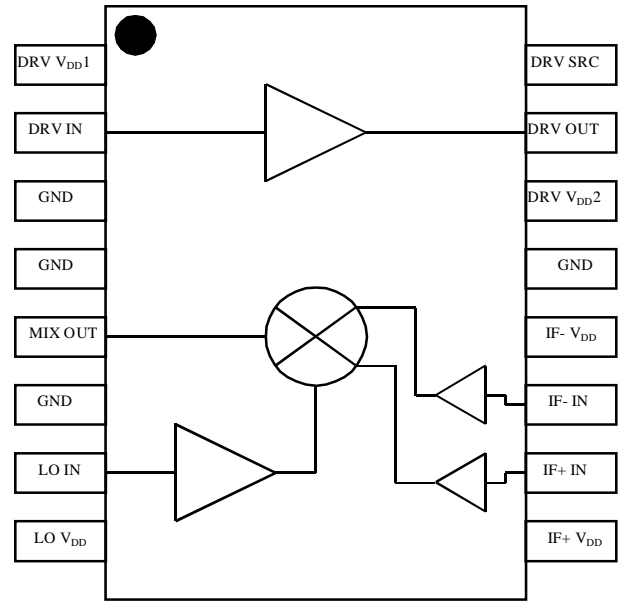 DRV VDD1
DRV SRC
DRV IN
DRV OUT
GND
DRV VDD2
GND
GND
MIX OUT
IF- VDD
GND
IF- IN
LO IN
IF+ IN
LO VDD
IF+ VDD